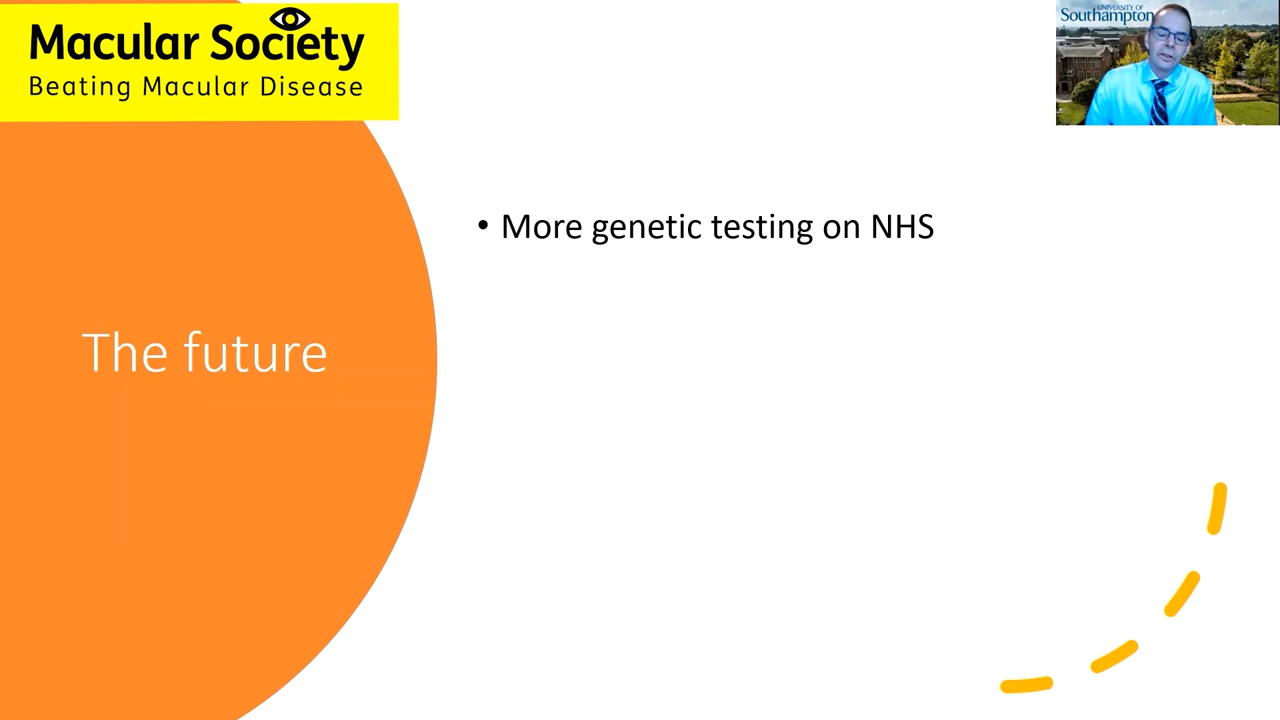 Macular Society
Beating Macular Disease
UNIVERSITY OF
Southampton
• More genetic testing on NHS
The future